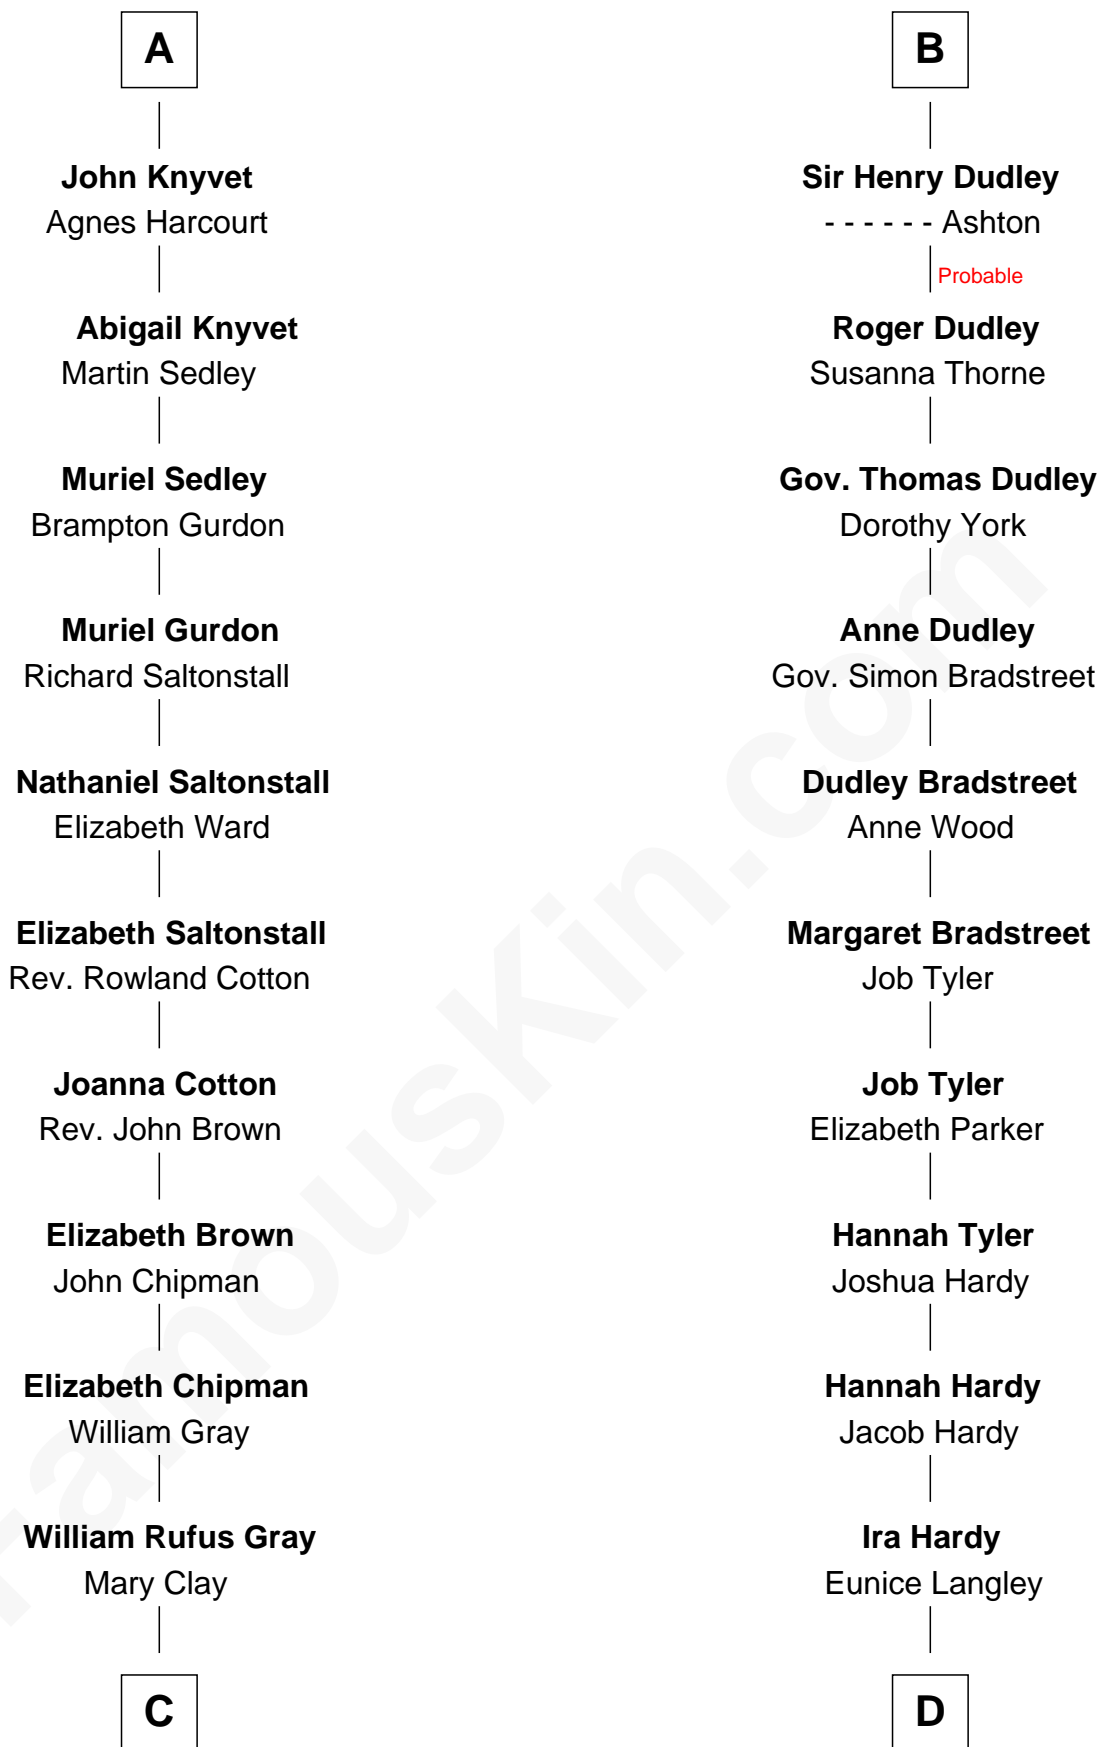 A
John Knyvet
Agnes Harcourt
Abigail Knyvet
Martin Sedley
Muriel Sedley
Brampton Gurdon
Muriel Gurdon
Richard Saltonstall
Nathaniel Saltonstall
Elizabeth Ward
Elizabeth Saltonstall
Rev. Rowland Cotton
Joanna Cotton
Rev. John Brown
Elizabeth Brown
John Chipman
Elizabeth Chipman
William Gray
William Rufus Gray
Mary Clay
C
B
Sir Henry Dudley
- - - - - - Ashton
Probable
Roger Dudley
Susanna Thorne
Gov. Thomas Dudley
Dorothy York
Anne Dudley
Gov. Simon Bradstreet
Dudley Bradstreet
Anne Wood
Margaret Bradstreet
Job Tyler
Job Tyler
Elizabeth Parker
Hannah Tyler
Joshua Hardy
Hannah Hardy
Jacob Hardy
Ira Hardy
Eunice Langley
D
FamousKin.com